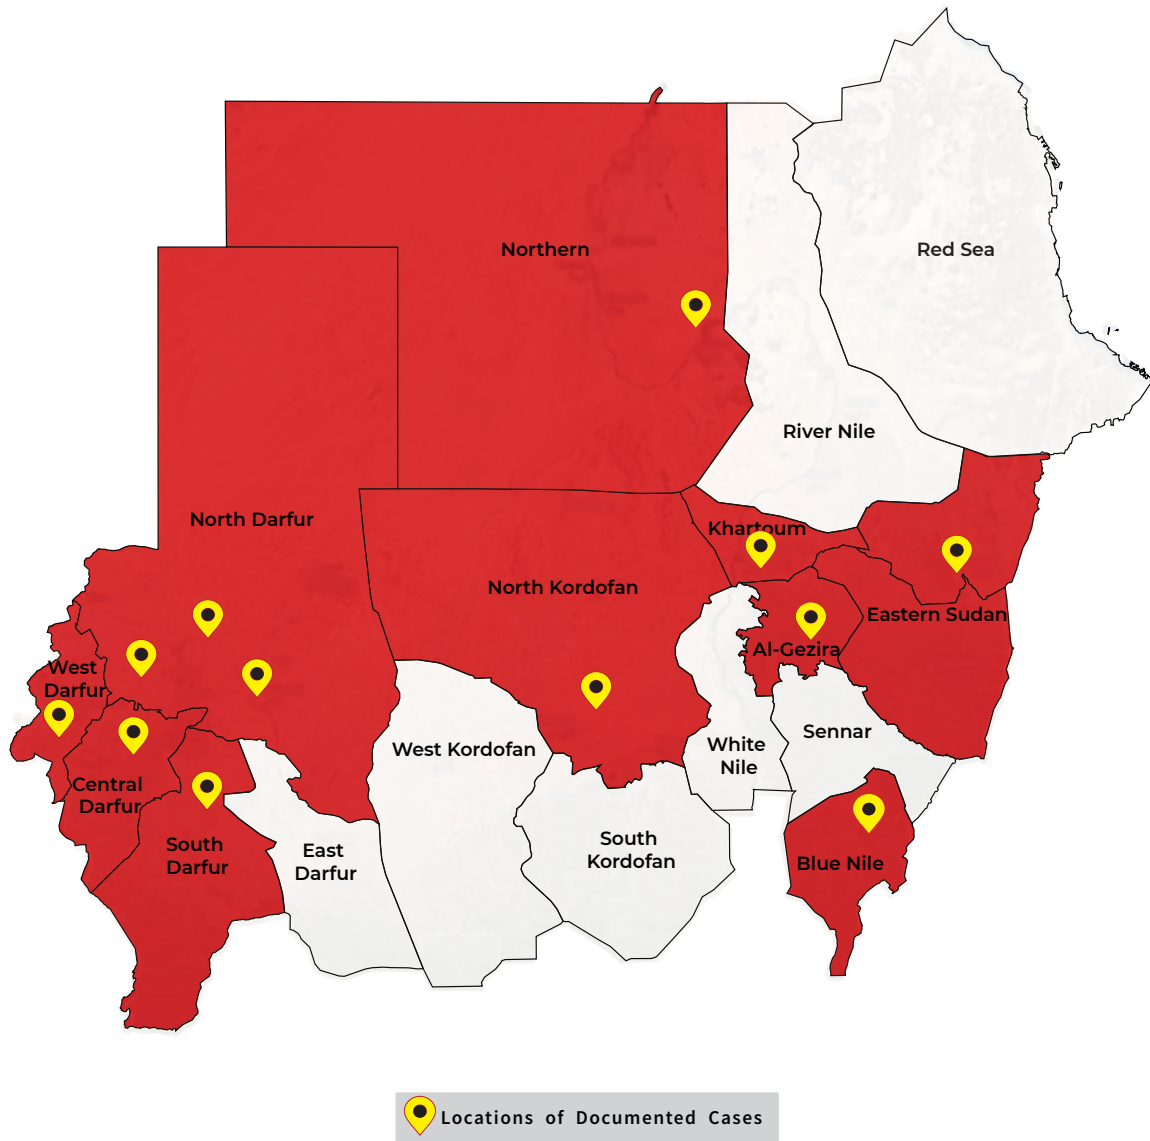 Northern
Red Sea
River Nile
North Darfur
Khartoum
North Kordofan
Eastern Sudan
Al-Gezira
West
Darfur
Sennar
West Kordofan
White
Nile
Central
Darfur
South
Darfur
East
Darfur
South
Kordofan
Blue Nile
Locations of Documented Cases